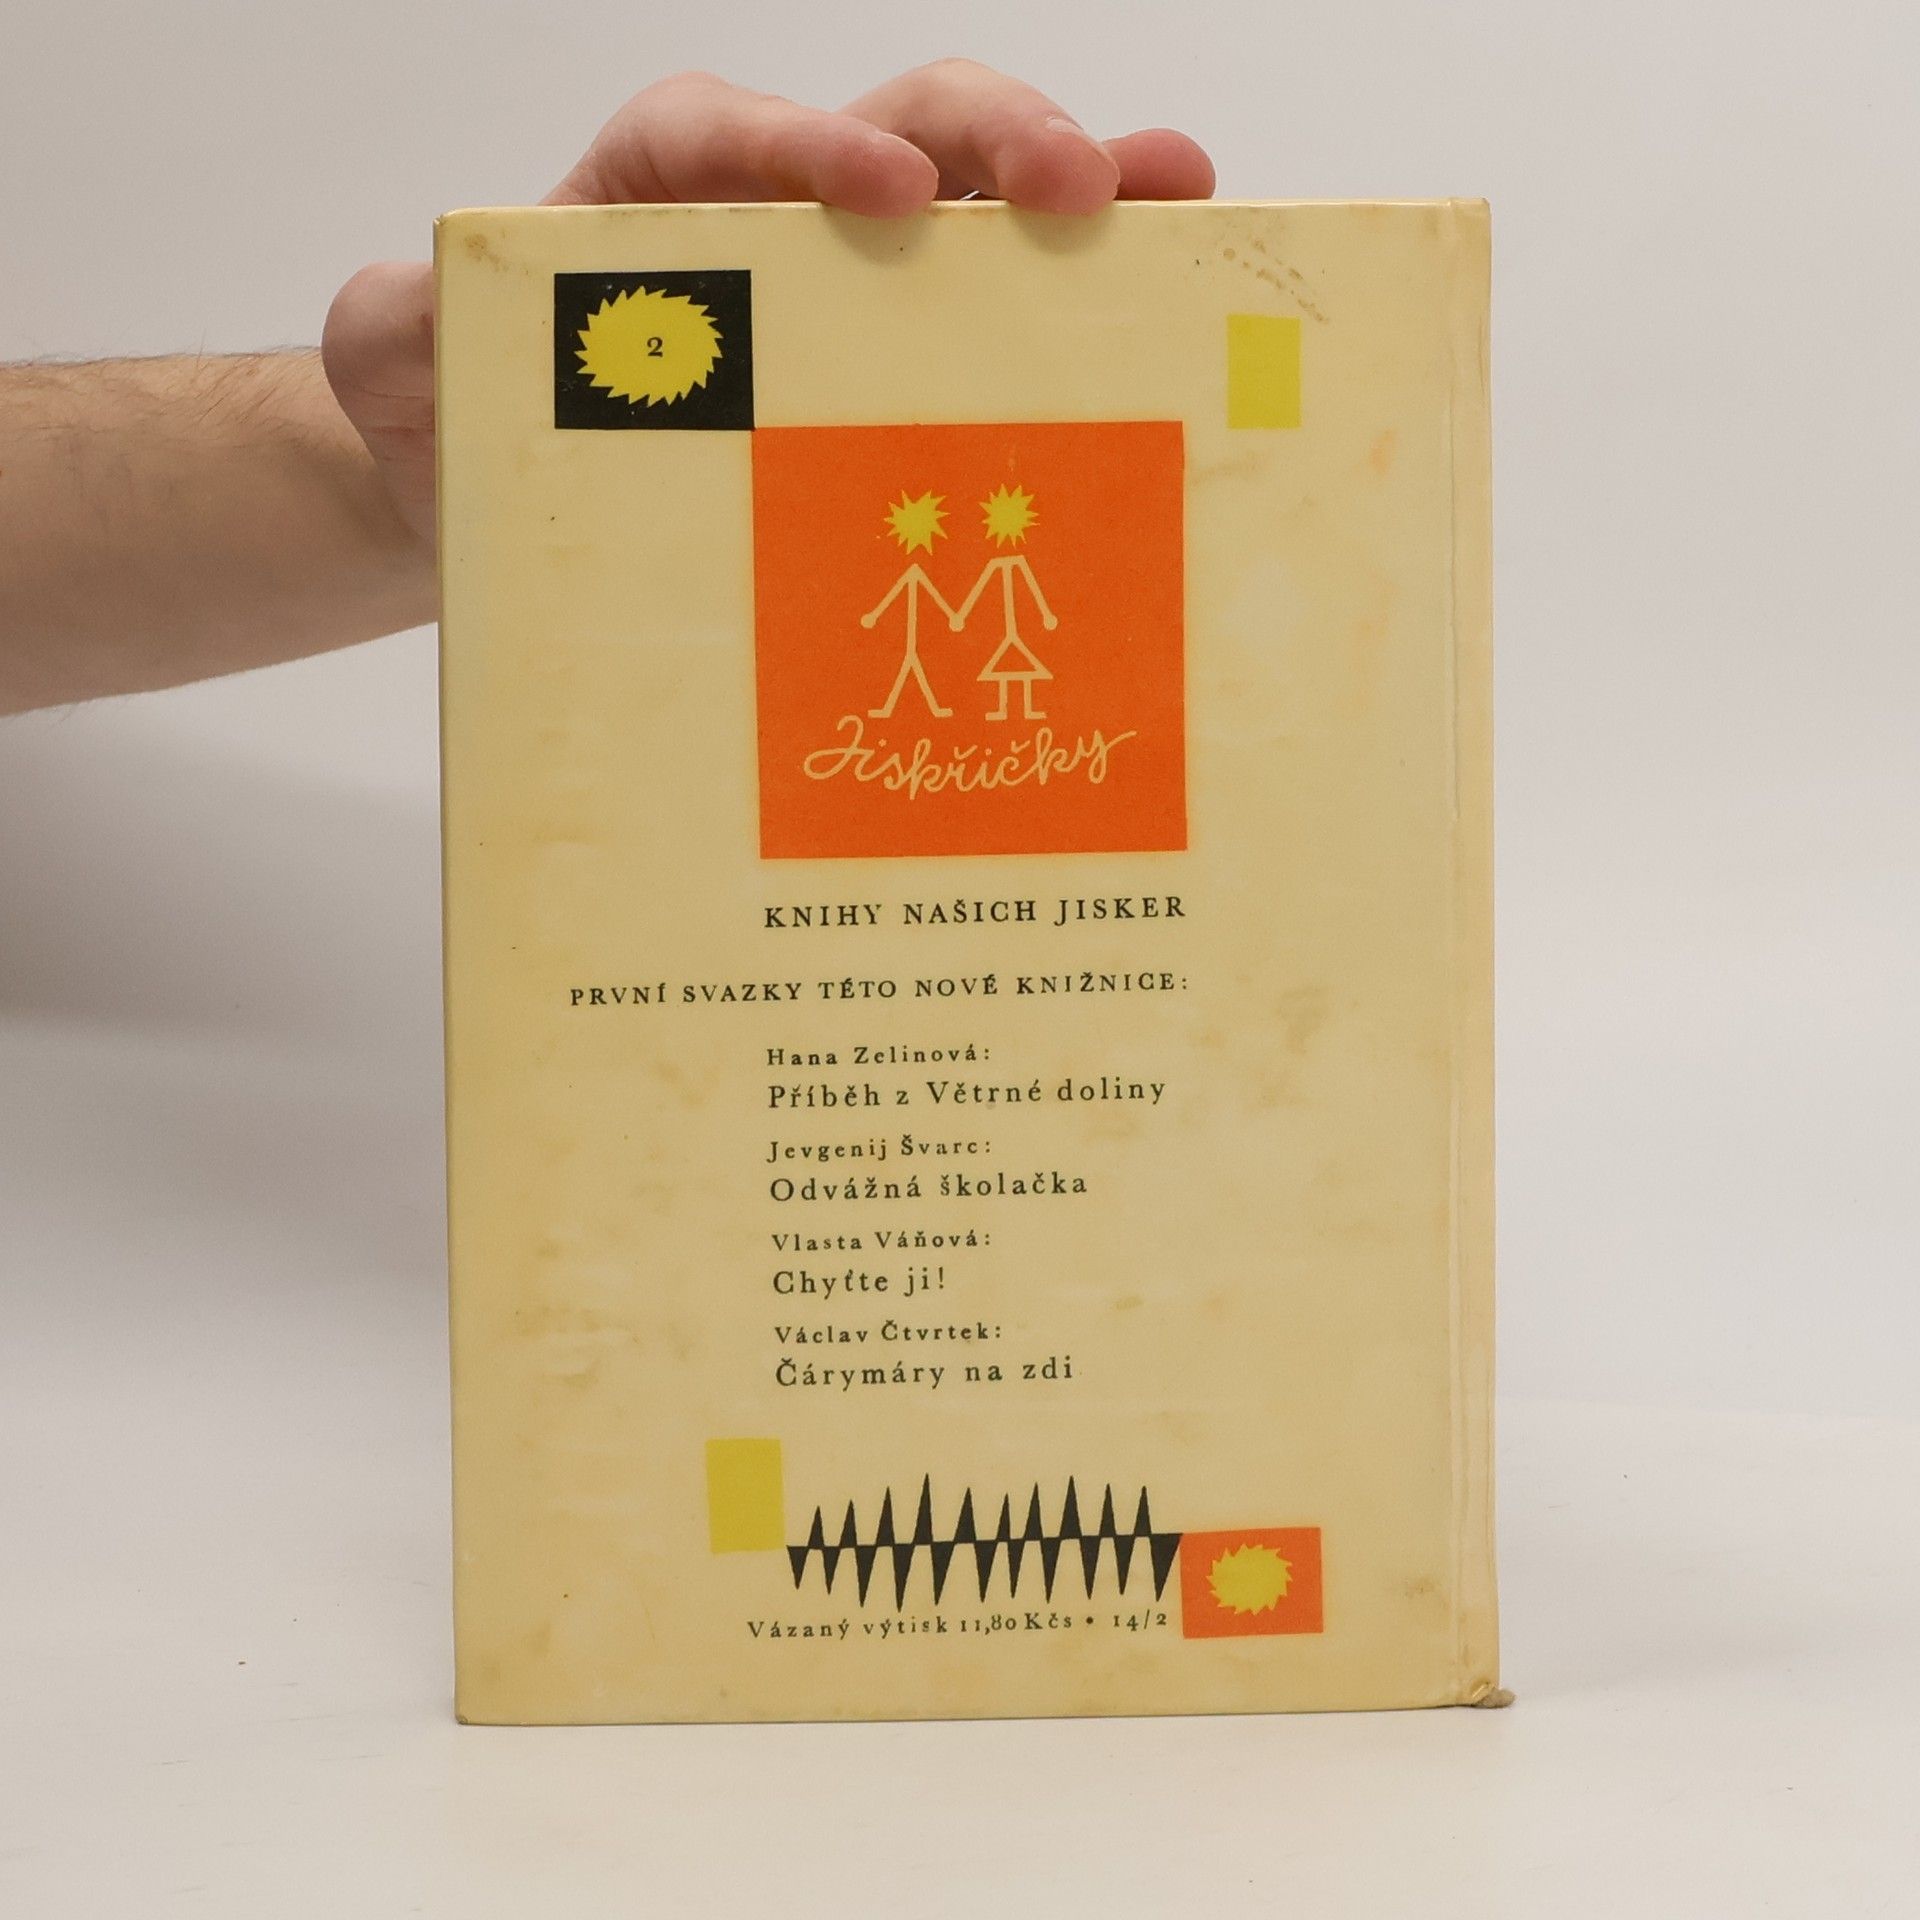 2
Jiskřičky
KNIHY NAŠICH JISKER
PRVNÍ SVAZKY TÉTO NOVÉ KNIŽNICE:
Hana Zelinová:
Příběh z Větrné doliny
Jevgenij Švarc:
Odvážná školačka
Vlasta Váňová:
Chyťte ji!
Václav Čtvrtek:
Čárymáry na zdi
Vázaný výtisk 11,80 Kčs • 14/2